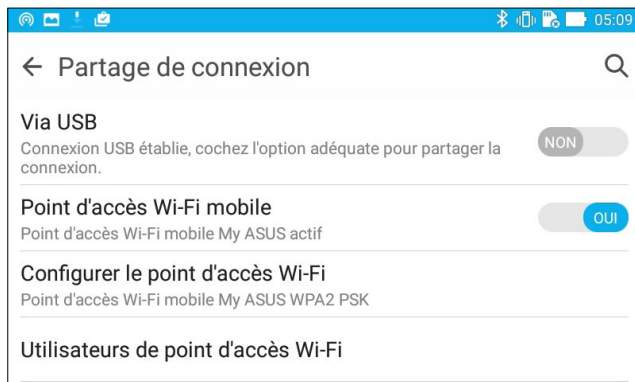 05:09
Partage de connexion
Via USB
Connexion USB établie, cochez l'option adéquate pour partager la
connexion.
NON
Point d'accès Wi-Fi mobile
Point d'accès Wi-Fi mobile My ASUS actif
OUI
Configurer le point d'accès Wi-Fi
Point d'accès Wi-Fi mobile My ASUS WPA2 PSK
Utilisateurs de point d'accès Wi-Fi